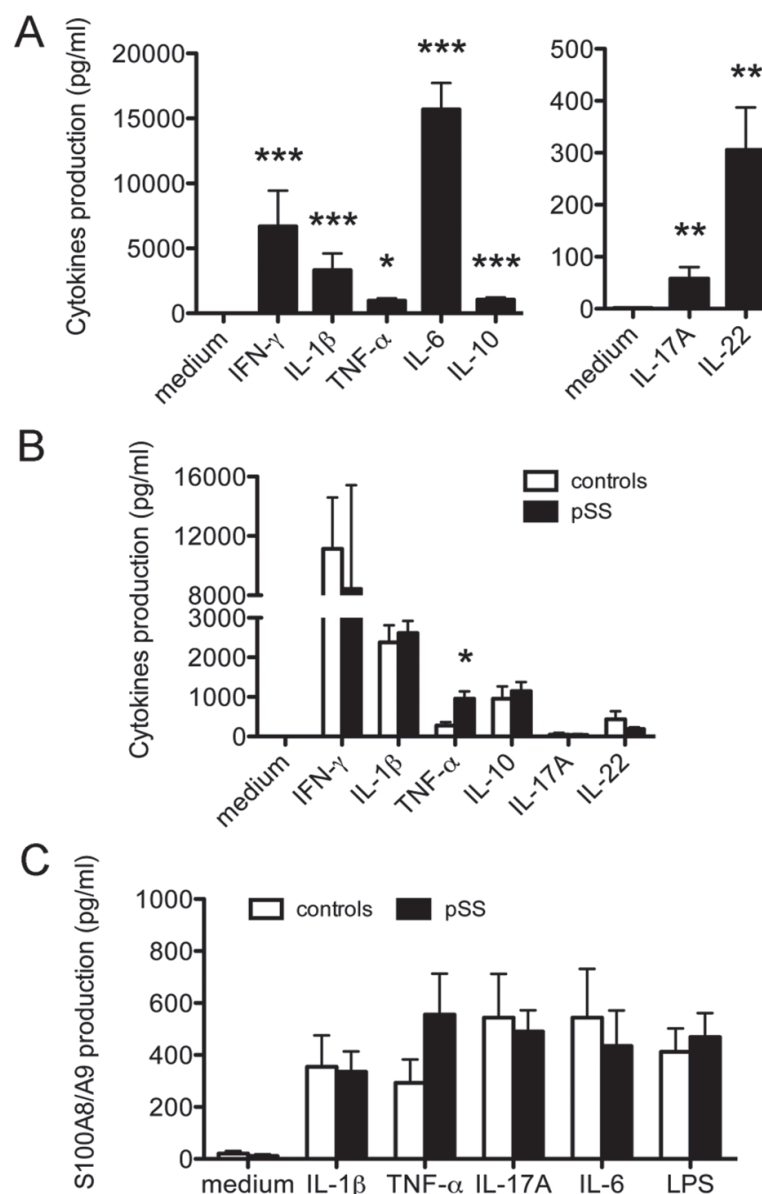 A
Cytokines production (pg/ml)
20000
15000
10000
5000
0
***
***
*
***
***
medium
IFN-γ
IL-1β
TNF-α
IL-6
IL-10
500
400
300
200
100
0
**
**
medium
IL-17A
IL-22
B
Cytokines production (pg/ml)
16000
12000
8000
3000
2000
1000
0
controls
pSS
*
medium
IFN-γ
IL-1β
TNF-α
IL-10
IL-17A
IL-22
C
S100A8/A9 production (pg/ml)
1000
800
600
400
200
0
controls pSS
medium IL-1β TNF-α IL-17A IL-6 LPS